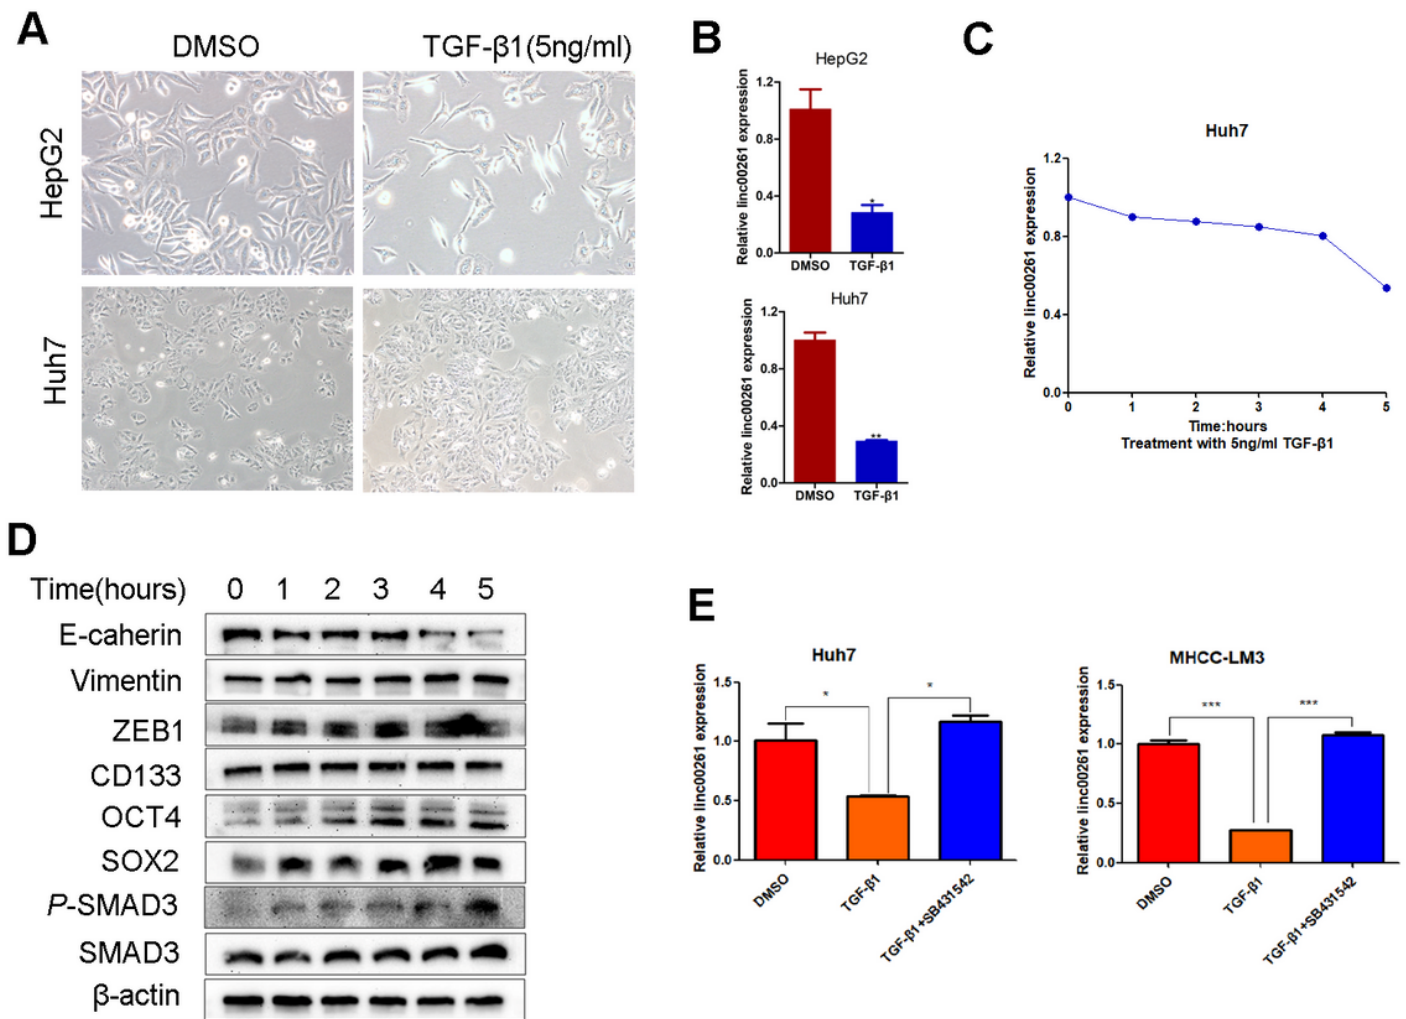 A
DMSO
TGF-β1(5ng/ml)
HepG2
Huh7
B
HepG2
Relative linc00261 expression
1.2
0.8
0.4
0.0
*
DMSO
TGF-β1
Huh7
Relative linc00261 expression
1.2
0.8
0.4
0.0
**
DMSO
TGF-β1
C
Huh7
Relative linc00261 expression
1.2
0.8
0.4
0.0
0 1 2 3 4 5
Time:hours
Treatment with 5ng/ml TGF-β1
D
Time(hours) 0 1 2 3 4 5
E-caherin
Vimentin
ZEB1
CD133
OCT4
SOX2
P-SMAD3
SMAD3
β-actin
E
Huh7
Relative linc00261 expression
1.5
1.0
0.5
0.0
* *
DMSO
TGF-β1
TGF-β1+SB431542
MHCC-LM3
Relative linc00261 expression
1.5
1.0
0.5
0.0
*** ***
DMSO
TGF-β1
TGF-β1+SB431542